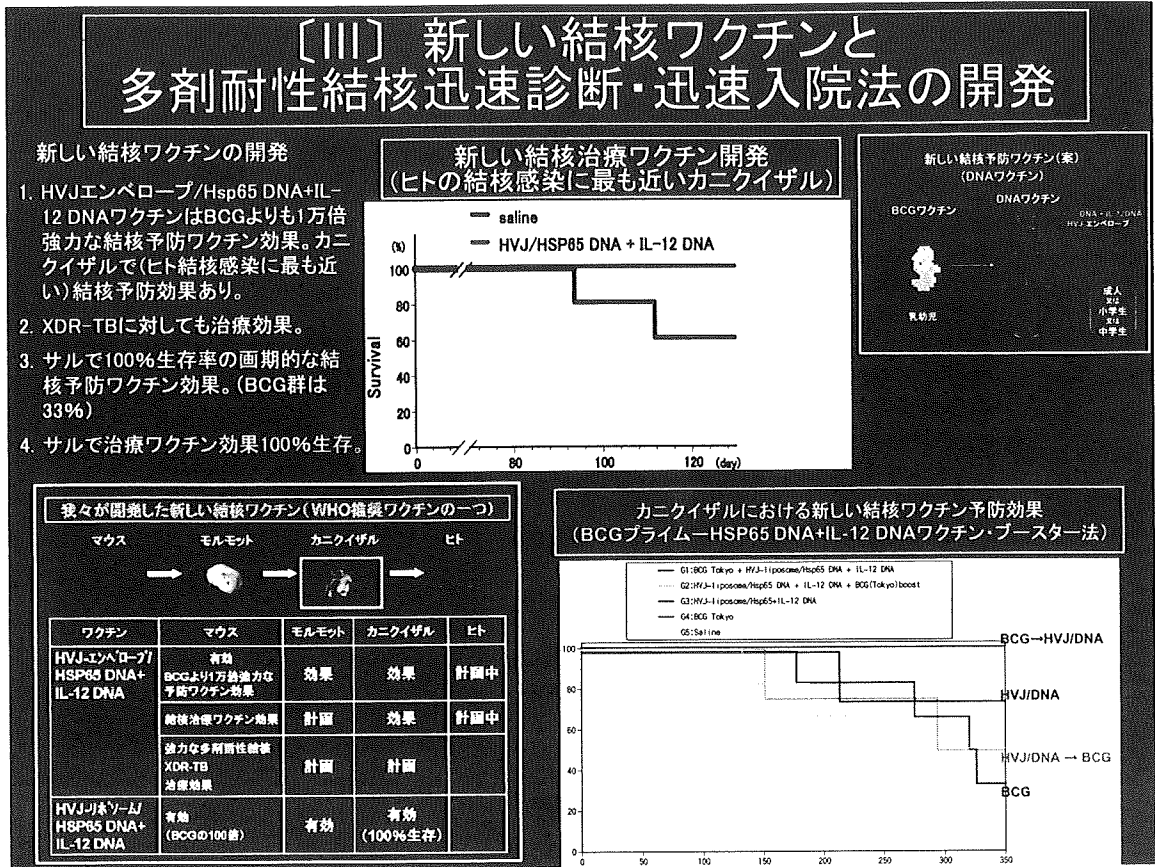 〔III〕 新しい結核ワクチンと
多剤耐性結核迅速診断・迅速入院法の開発
新しい結核ワクチンの開発
1. HVJエンベロープ/Hsp65 DNA+IL-
12 DNAワクチンはBCGよりも1万倍
強力な結核予防ワクチン効果。カニ
クイザルで(ヒト結核感染に最も近
い)結核予防効果あり。
2. XDR-TBに対しても治療効果。
3. サルで100%生存率の画期的な結
核予防ワクチン効果。(BCG群は
33%)
4. サルで治療ワクチン効果100%生存。
新しい結核治療ワクチン開発
(ヒトの結核感染に最も近いカニクイザル)
saline
HVJ/HSP65 DNA + IL-12 DNA
(%)
100
80
60
40
20
0
Survival
0 80 100 120 (day)
新しい結核予防ワクチン(案)
(DNAワクチン)
BCGワクチン
DNAワクチン
DNA + IL-12DNA
HVJ エンベロープ
乳幼児
成人
又は
小学生
又は
中学生
我々が開発した新しい結核ワクチン(WHO推奨ワクチンの一つ)
マウス モルモット カニクイザル ヒト
ワクチン マウス モルモット カニクイザル ヒト
HVJ-エンベロープ/
HSP65 DNA+
IL-12 DNA
有効
BCGより1万倍強力な
予防ワクチン効果
効果 効果 計画中
結核治療ワクチン効果 計画 効果 計画中
強力な多剤耐性結核
XDR-TB
治療効果
計画 計画
HVJ-リポソーム/
HSP65 DNA+
IL-12 DNA
有効
(BCGの100倍)
有効
有効
(100%生存)
カニクイザルにおける新しい結核ワクチン予防効果
(BCGプライムーHSP65 DNA+IL-12 DNAワクチン・ブースター法)
G1:BCG Tokyo + HVJ-liposome/Hsp65 DNA + IL-12 DNA
G2:HVJ-liposome/Hsp65 DNA + IL-12 DNA + BCG(Tokyo)boost
G3:HVJ-liposome/Hsp65+IL-12 DNA
G4:BCG Tokyo
G5:Saline
100
80
60
40
20
0
BCG→HVJ/DNA
HVJ/DNA
HVJ/DNA → BCG
BCG
0 50 100 150 200 250 300 350